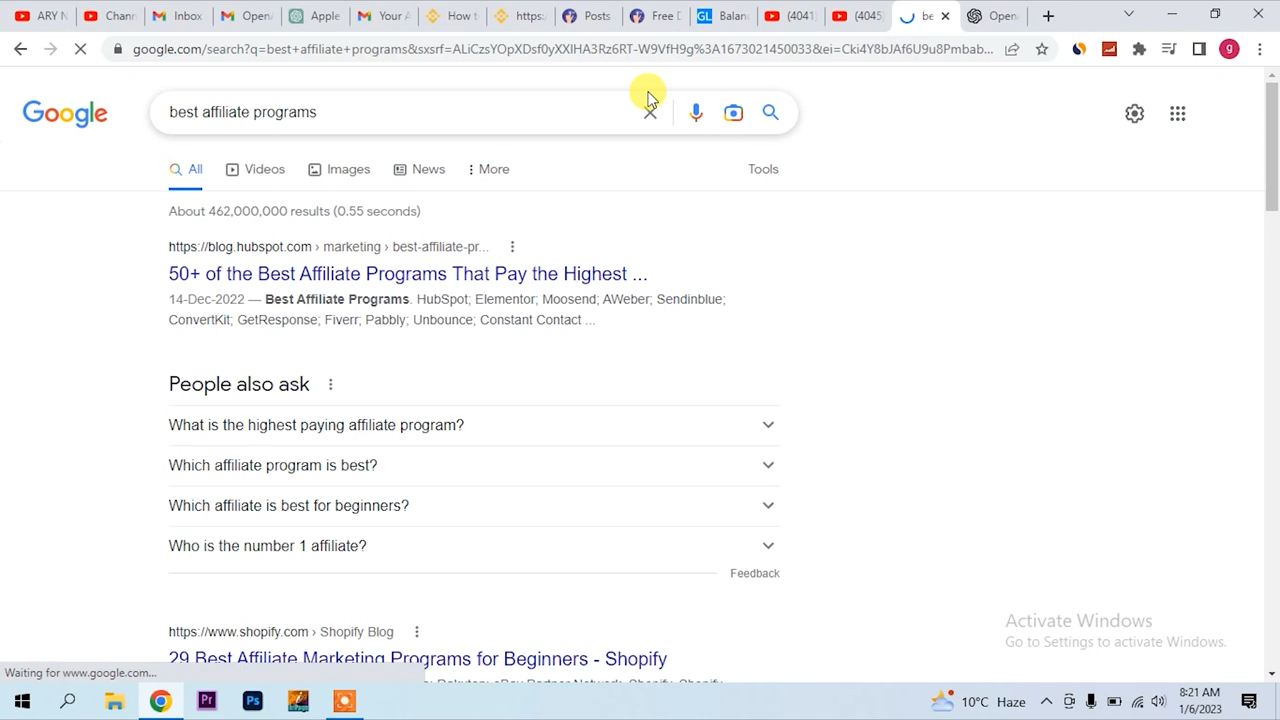 ARY N
Chann
Inbox
Open
Apple
Your A
How t
https:/
Posts
Free D
Balan
(4041
(4045
be
Open
google.com/search?q=best+affiliate+programs&sxsrf=ALiCzsYOpXDsf0yXXIHA3Rz6RT-W9VfH9g%3A1673021450033&ei=Cki4Y8bJAf6U9u8Pmbab...
g
Google
best affiliate programs
All
Videos
Images
News
More
Tools
About 462,000,000 results (0.55 seconds)
https://blog.hubspot.com › marketing › best-affiliate-pr...
50+ of the Best Affiliate Programs That Pay the Highest ...
14-Dec-2022 — Best Affiliate Programs. HubSpot; Elementor; Moosend; AWeber; Sendinblue;
ConvertKit; GetResponse; Fiverr; Pabbly; Unbounce; Constant Contact ...
People also ask
What is the highest paying affiliate program?
Which affiliate program is best?
Which affiliate is best for beginners?
Who is the number 1 affiliate?
Feedback
https://www.shopify.com › Shopify Blog
29 Best Affiliate Marketing Programs for Beginners - Shopify
Activate Windows
Go to Settings to activate Windows.
Waiting for www.google.com...
Pr
Ps
10°C Haze
8:21 AM
1/6/2023